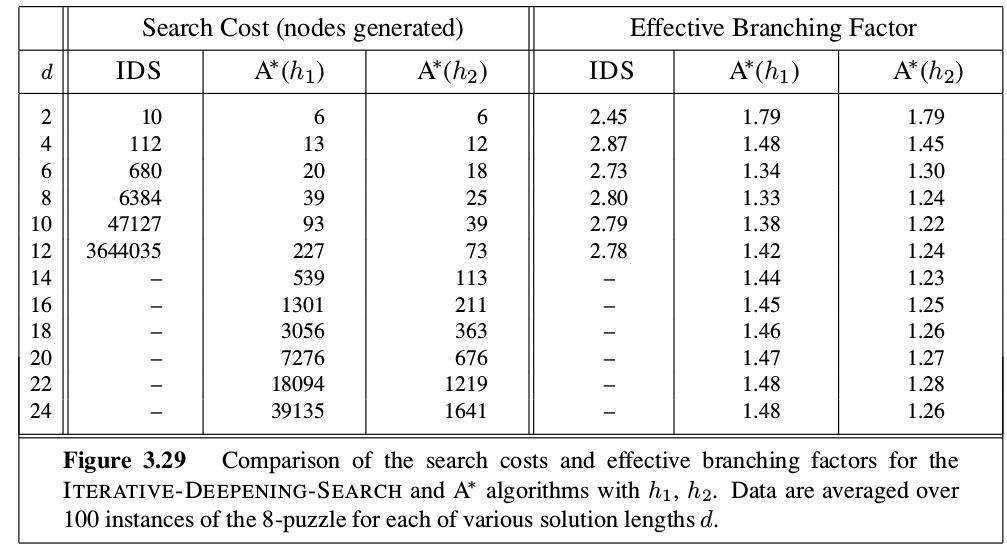 Search Cost (nodes generated) Effective Branching Factor
d IDS A*(h1) A*(h2) IDS A*(h1) A*(h2)
2 10 6 6 2.45 1.79 1.79
4 112 13 12 2.87 1.48 1.45
6 680 20 18 2.73 1.34 1.30
8 6384 39 25 2.80 1.33 1.24
10 47127 93 39 2.79 1.38 1.22
12 3644035 227 73 2.78 1.42 1.24
14 – 539 113 – 1.44 1.23
16 – 1301 211 – 1.45 1.25
18 – 3056 363 – 1.46 1.26
20 – 7276 676 – 1.47 1.27
22 – 18094 1219 – 1.48 1.28
24 – 39135 1641 – 1.48 1.26
Figure 3.29 Comparison of the search costs and effective branching factors for the
ITERATIVE-DEEPENING-SEARCH and A* algorithms with h1, h2. Data are averaged over
100 instances of the 8-puzzle for each of various solution lengths d.